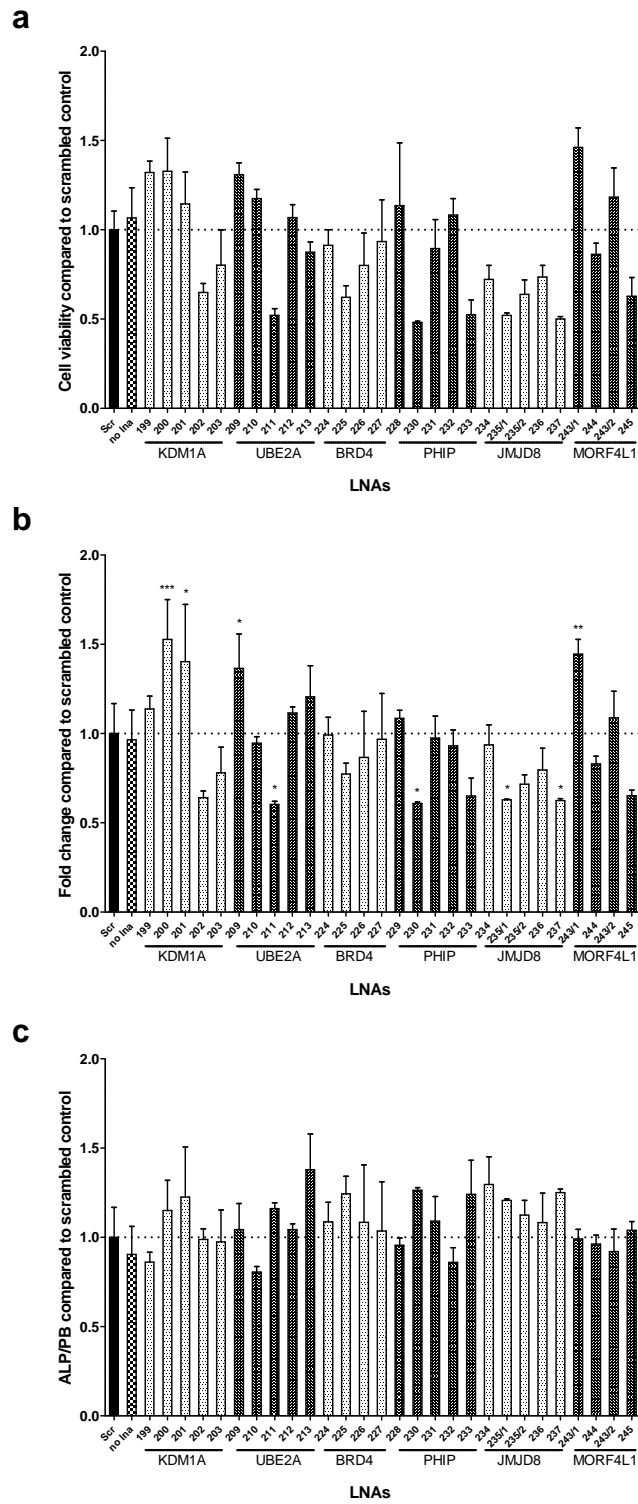 a
Cell viability compared to scrambled control
2.0
1.5
1.0
0.5
0.0
Scr no lna 199 200 201 202 203 209 210 211 212 213 224 225 226 227 228 230 231 232 233 234 235/1 235/2 236 237 243/1 244 243/2 245
KDM1A UBE2A BRD4 PHIP JMJD8 MORF4L1
LNAs
b
Fold change compared to scrambled control
2.0
1.5
1.0
0.5
0.0
*** * * * * * * **
Scr no lna 199 200 201 202 203 209 210 211 212 213 224 225 226 227 229 230 231 232 233 234 235/1 235/2 236 237 243/1 244 243/2 245
KDM1A UBE2A BRD4 PHIP JMJD8 MORF4L1
LNAs
c
ALP/PB compared to scrambled control
2.0
1.5
1.0
0.5
0.0
Scr no lna 199 200 201 202 203 209 210 211 212 213 224 225 226 227 228 230 231 232 233 234 235/1 235/2 236 237 243/1 244 243/2 245
KDM1A UBE2A BRD4 PHIP JMJD8 MORF4L1
LNAs